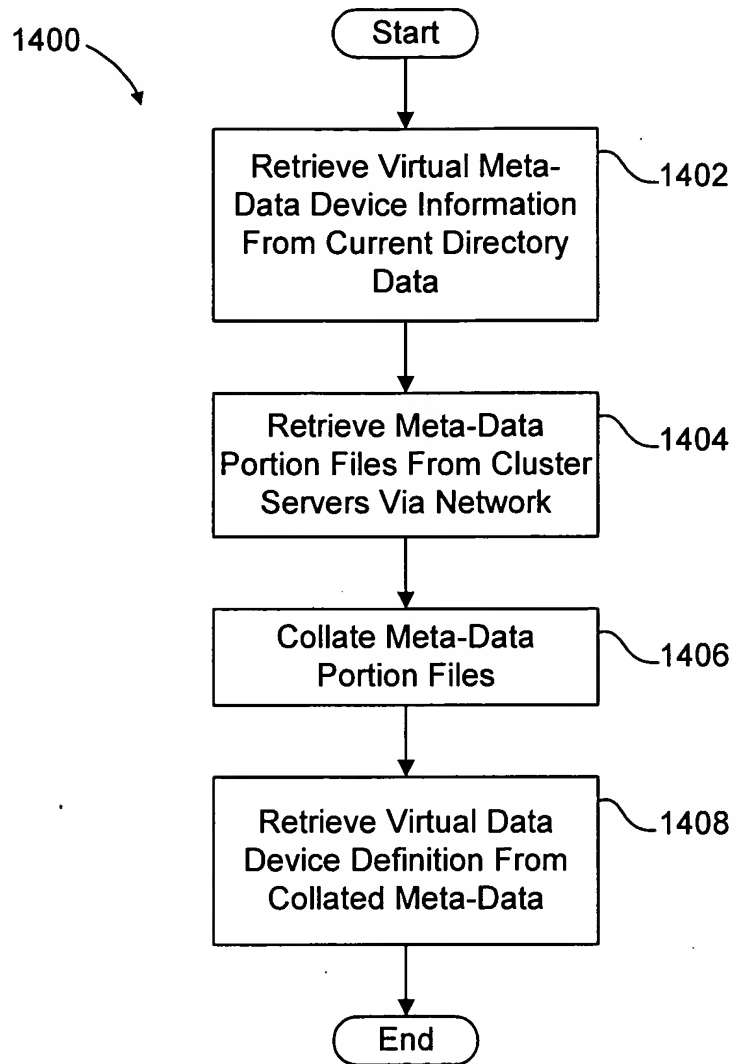 1400
Start
Retrieve Virtual Meta-
Data Device Information
From Current Directory
Data
1402
Retrieve Meta-Data
Portion Files From Cluster
Servers Via Network
1404
Collate Meta-Data
Portion Files
1406
Retrieve Virtual Data
Device Definition From
Collated Meta-Data
1408
End